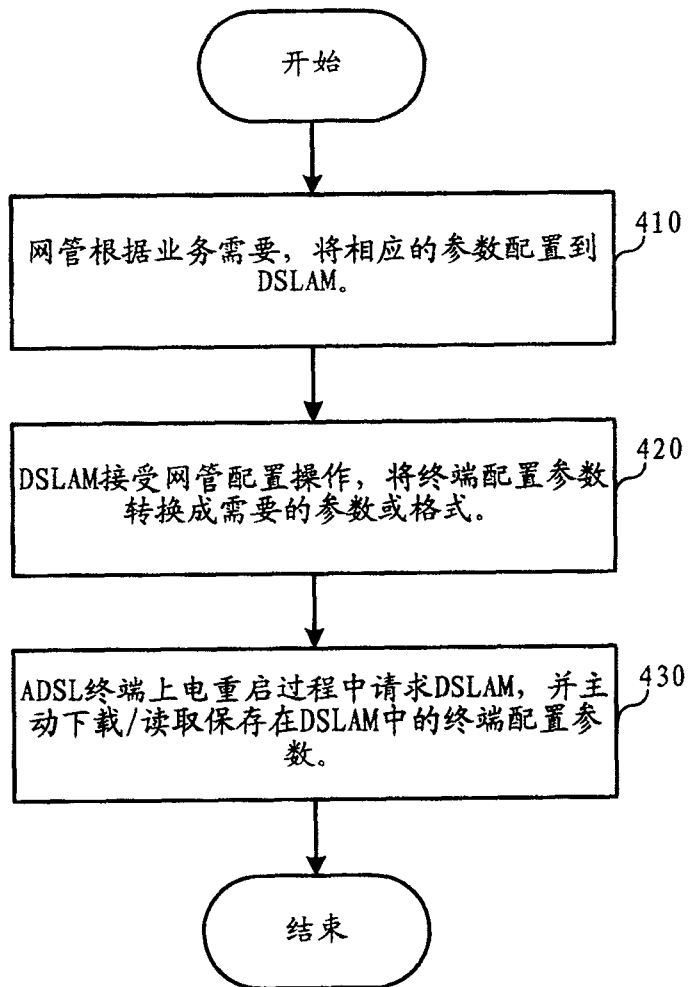 开始
网管根据业务需要，将相应的参数配置到
DSLAM。
410
DSLAM接受网管配置操作，将终端配置参数
转换成需要的参数或格式。
420
ADSL终端上电重启过程中请求DSLAM，并主
动下载/读取保存在DSLAM中的终端配置参
数。
430
结束